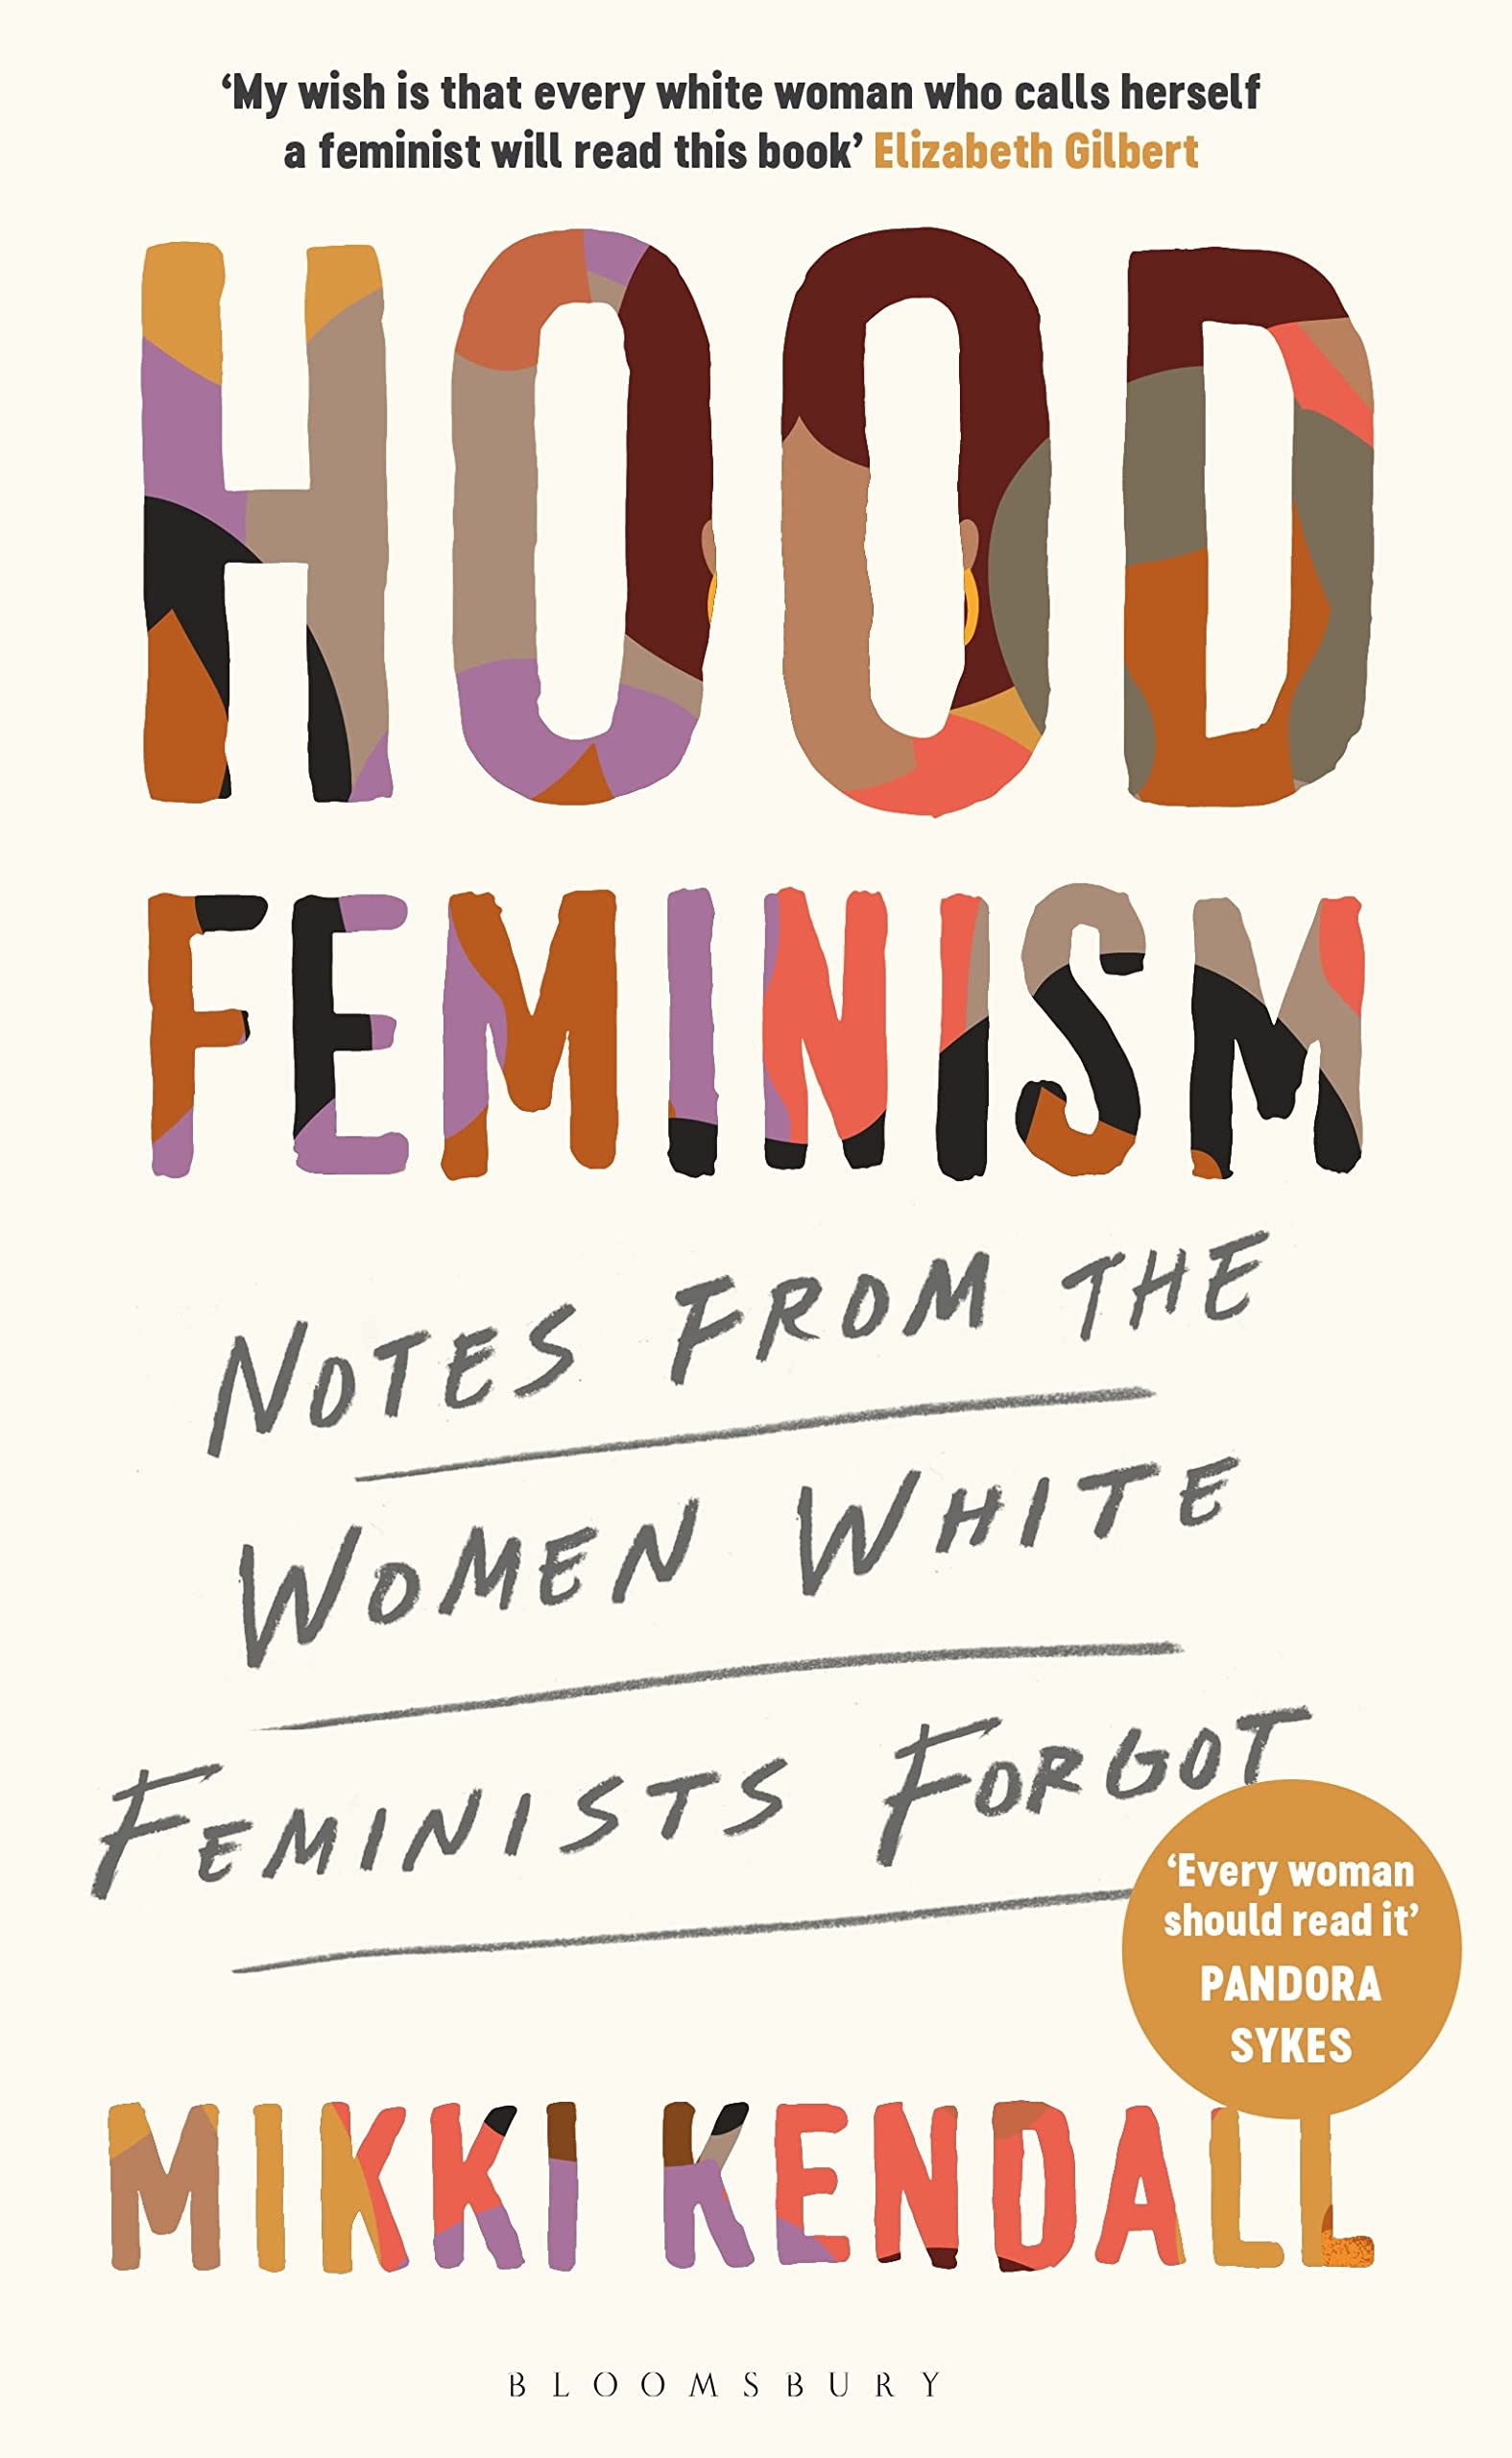 ‘My wish is that every white woman who calls herself
a feminist will read this book’ Elizabeth Gilbert
HOOD
FEMINISM
NOTES FROM THE
WOMEN WHITE
FEMINISTS FORGOT
‘Every woman
should read it’
PANDORA
SYKES
MIKKI KENDALL
BLOOMSBURY